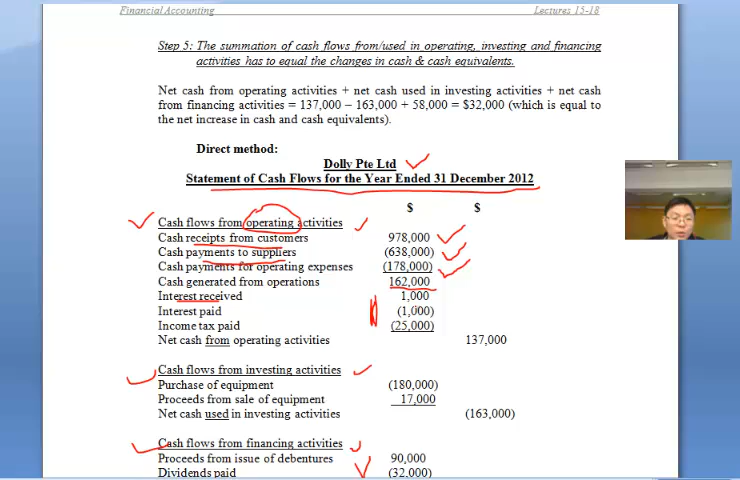 Financial Accounting Lectures 15-18
Step 5: The summation of cash flows from/used in operating, investing and financing
activities has to equal the changes in cash & cash equivalents.
Net cash from operating activities + net cash used in investing activities + net cash
from financing activities = 137,000 – 163,000 + 58,000 = $32,000 (which is equal to
the net increase in cash and cash equivalents).
Direct method:
Dolly Pte Ltd
Statement of Cash Flows for the Year Ended 31 December 2012
$ $
Cash flows from operating activities
Cash receipts from customers 978,000
Cash payments to suppliers (638,000)
Cash payments for operating expenses (178,000)
Cash generated from operations 162,000
Interest received 1,000
Interest paid (1,000)
Income tax paid (25,000)
Net cash from operating activities 137,000
Cash flows from investing activities
Purchase of equipment (180,000)
Proceeds from sale of equipment 17,000
Net cash used in investing activities (163,000)
Cash flows from financing activities
Proceeds from issue of debentures 90,000
Dividends paid (32,000)